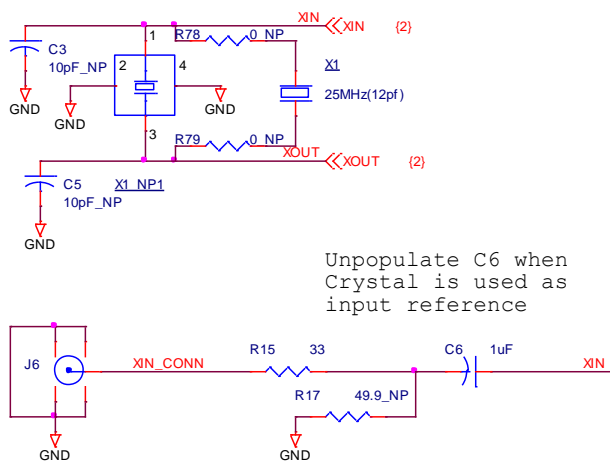 XIN
XIN {2}
1 R78 0_NP
C3
10pF_NP
2 4
X1
25MHz(12pf)
GND GND GND
3 R79 0_NP
XOUT
XOUT {2}
C5 X1_NP1
10pF_NP
GND
Unpopulate C6 when
Crystal is used as
input reference
J6 XIN_CONN R15 33 C6 1uF XIN
R17 49.9_NP
GND GND